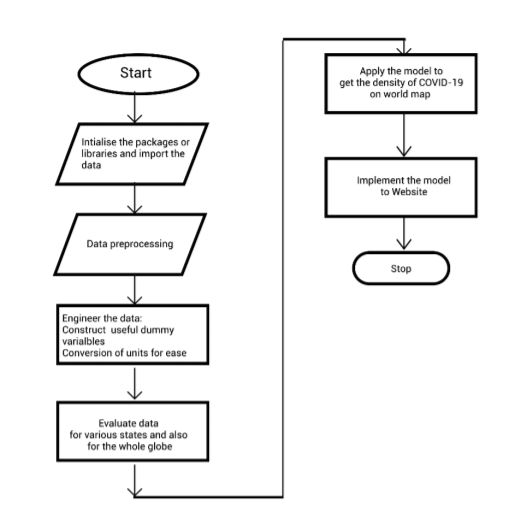 Start
Intialise the packages or
libraries and import the
data
Data preprocessing
Engineer the data:
Construct useful dummy
varialbles
Conversion of units for ease
Evaluate data
for various states and also
for the whole globe
Apply the model to
get the density of COVID-19
on world map
Implement the model
to Website
Stop